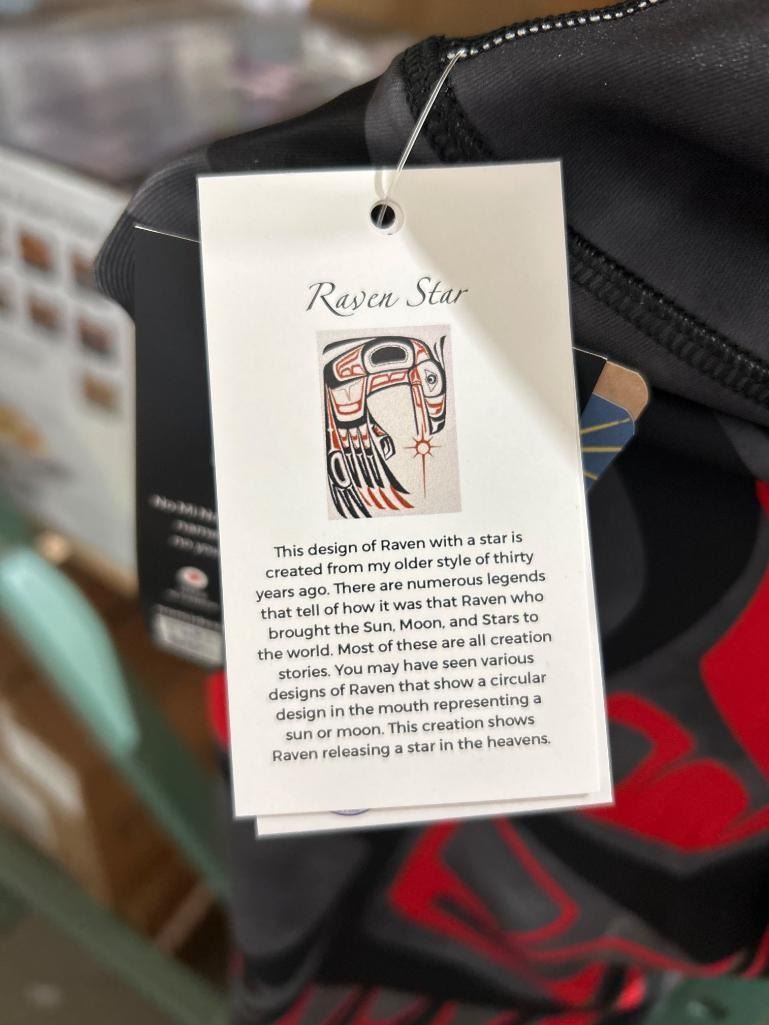 Raven Star
This design of Raven with a star is
created from my older style of thirty
years ago. There are numerous legends
that tell of how it was that Raven who
brought the Sun, Moon, and Stars to
the world. Most of these are all creation
stories. You may have seen various
designs of Raven that show a circular
design in the mouth representing a
sun or moon. This creation shows
Raven releasing a star in the heavens.